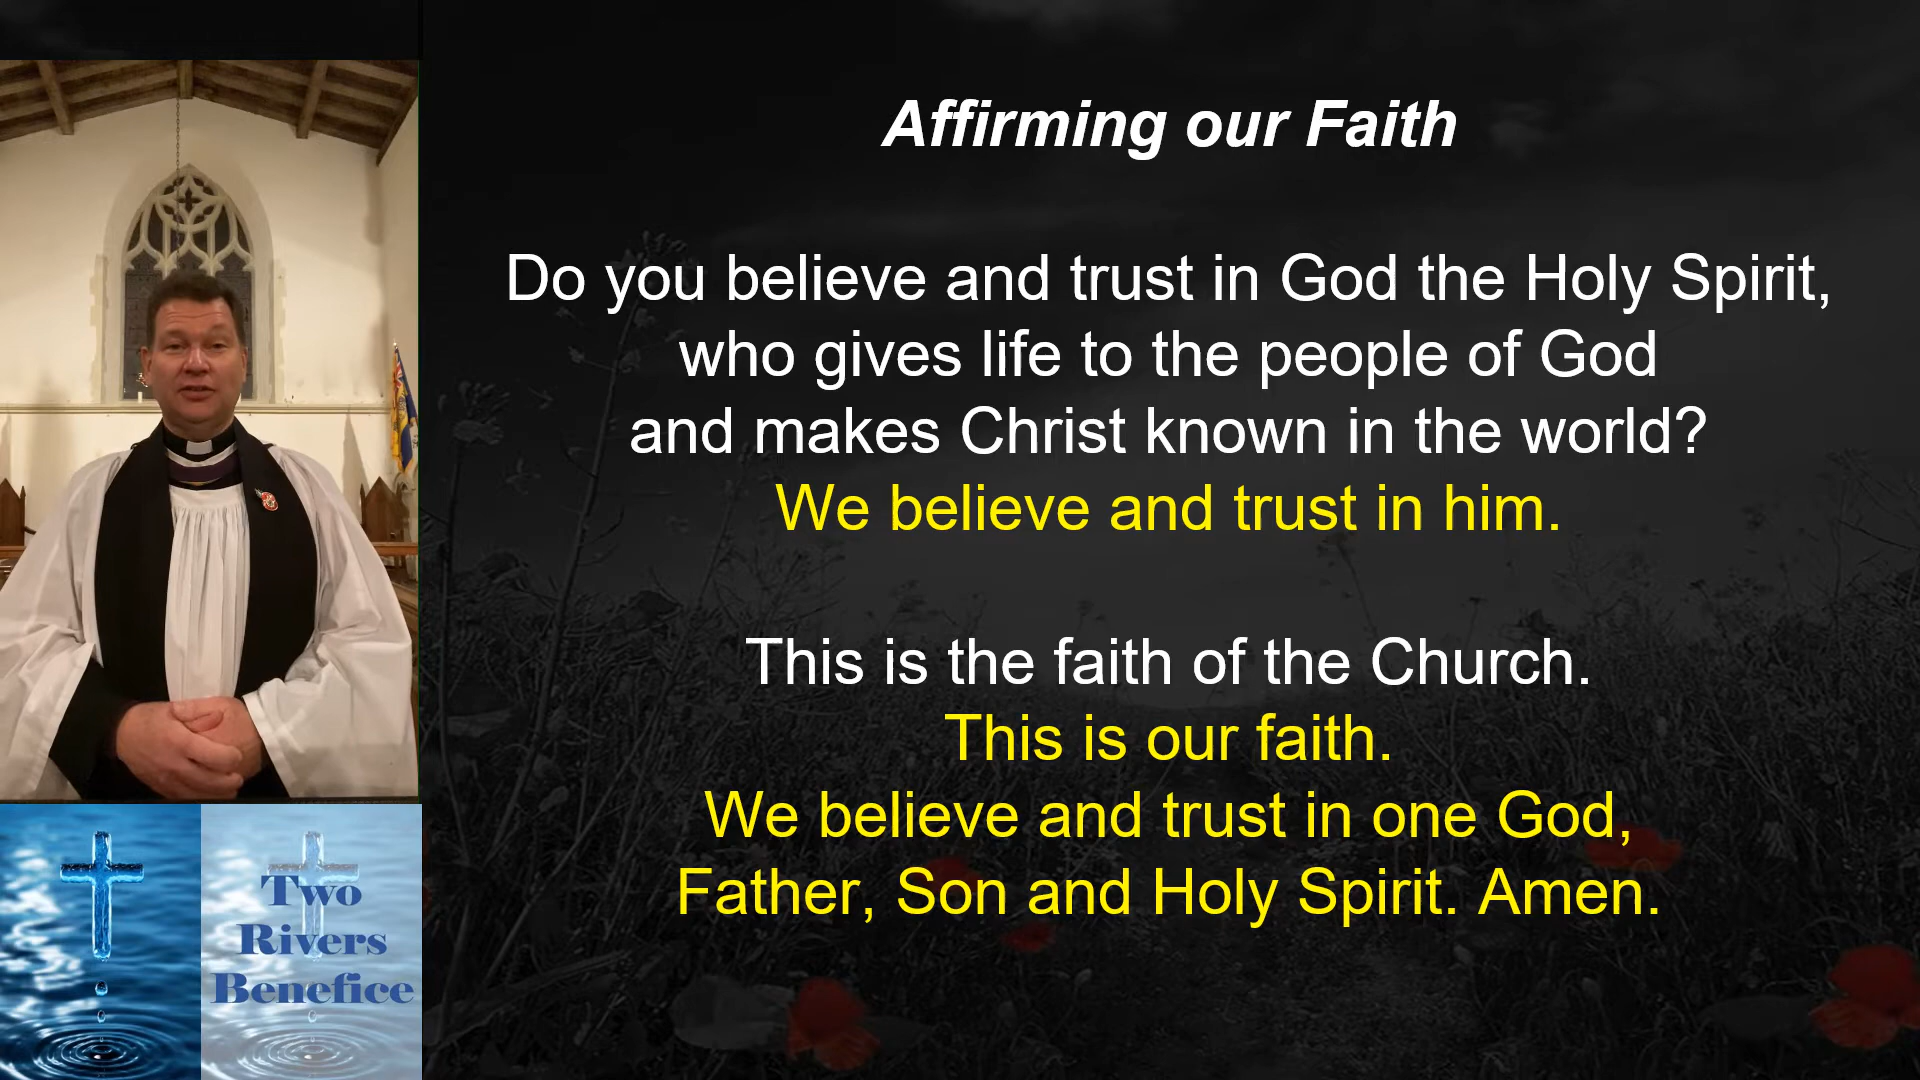 Affirming our Faith
Do you believe and trust in God the Holy Spirit,
who gives life to the people of God
and makes Christ known in the world?
We believe and trust in him.
This is the faith of the Church.
This is our faith.
We believe and trust in one God,
Father, Son and Holy Spirit. Amen.
Two
Rivers
Benefice